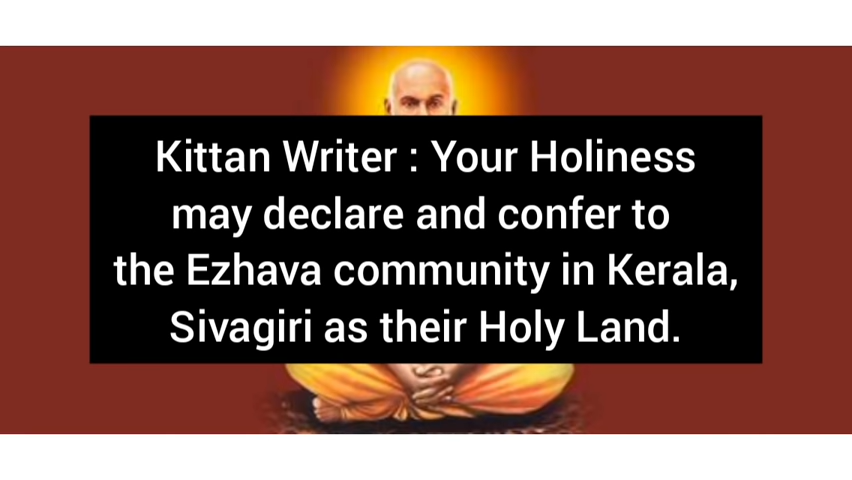 Kittan Writer : Your Holiness
may declare and confer to
the Ezhava community in Kerala,
Sivagiri as their Holy Land.